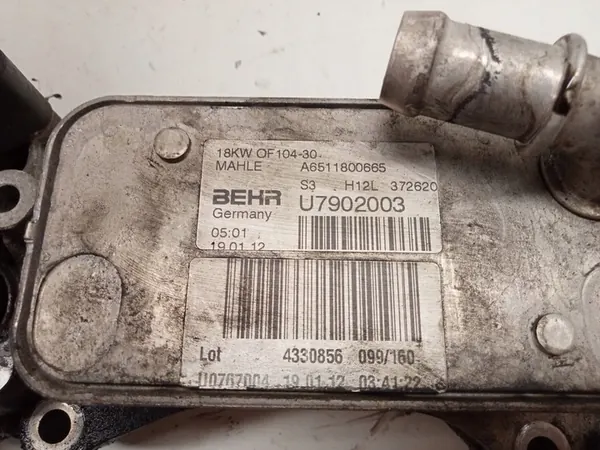 18KW OF104-30
MAHLE A6511800665
S3 H12L 372620
BEHR U7902003
Germany
05:01
19.01.12
Lot 4330856 099/160
U0767004 19.01.12 03:41:22